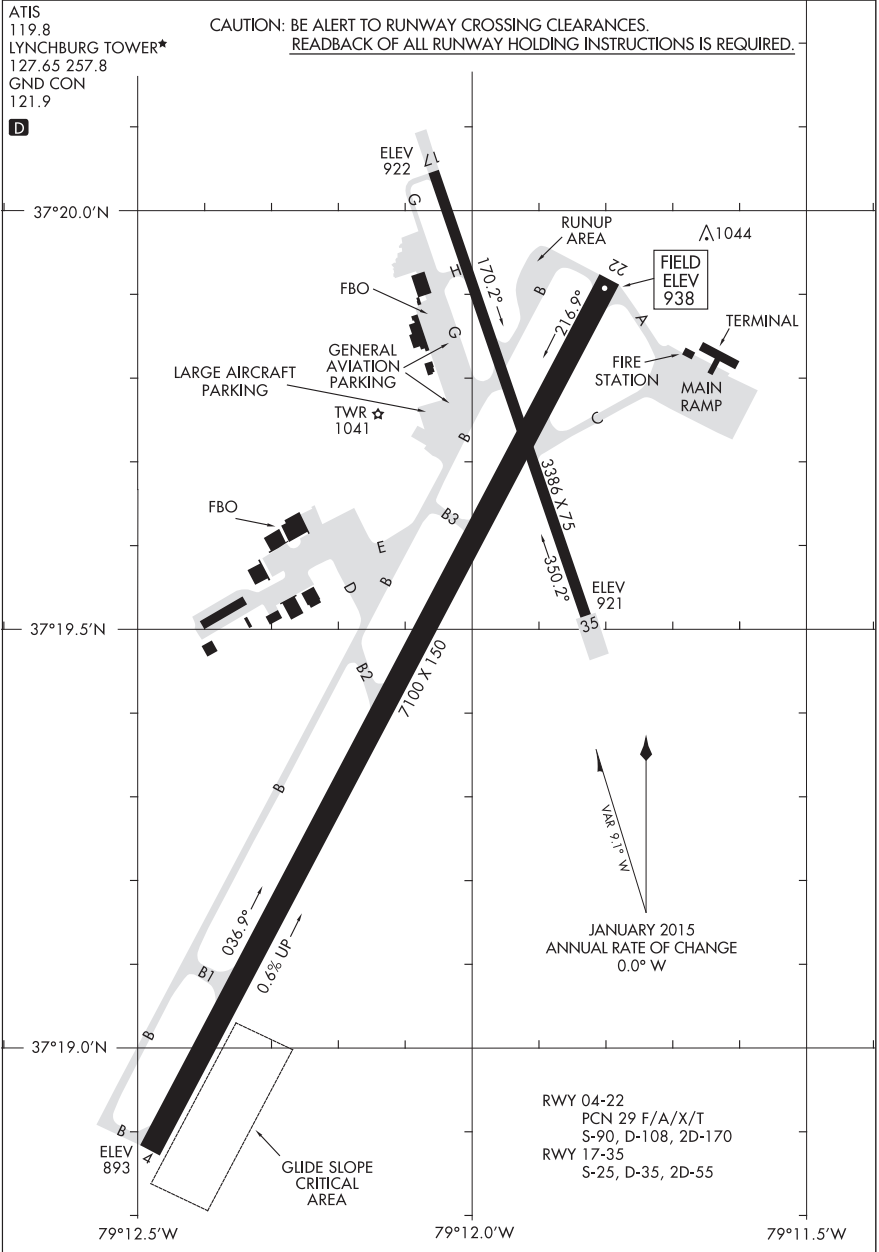 ATIS
119.8
LYNCHBURG TOWER★
127.65 257.8
GND CON
121.9
D
CAUTION: BE ALERT TO RUNWAY CROSSING CLEARANCES.
READBACK OF ALL RUNWAY HOLDING INSTRUCTIONS IS REQUIRED.
ELEV
922
17
G
37°20.0'N
RUNUP
AREA
1044
22
FIELD
ELEV
938
H
170.2°
B
216.9°
A
FBO
G
TERMINAL
GENERAL
AVIATION
PARKING
FIRE
STATION
MAIN
RAMP
LARGE AIRCRAFT
PARKING
TWR
1041
B
C
3386 X 75
FBO
B3
E
B
D
350.2°
ELEV
921
35
37°19.5'N
B2
7100 X 150
B
VAR 9.1° W
JANUARY 2015
ANNUAL RATE OF CHANGE
0.0° W
036.9°
0.6% UP
B1
B
37°19.0'N
B
ELEV
893
4
GLIDE SLOPE
CRITICAL
AREA
RWY 04-22
PCN 29 F/A/X/T
S-90, D-108, 2D-170
RWY 17-35
S-25, D-35, 2D-55
79°12.5'W
79°12.0'W
79°11.5'W